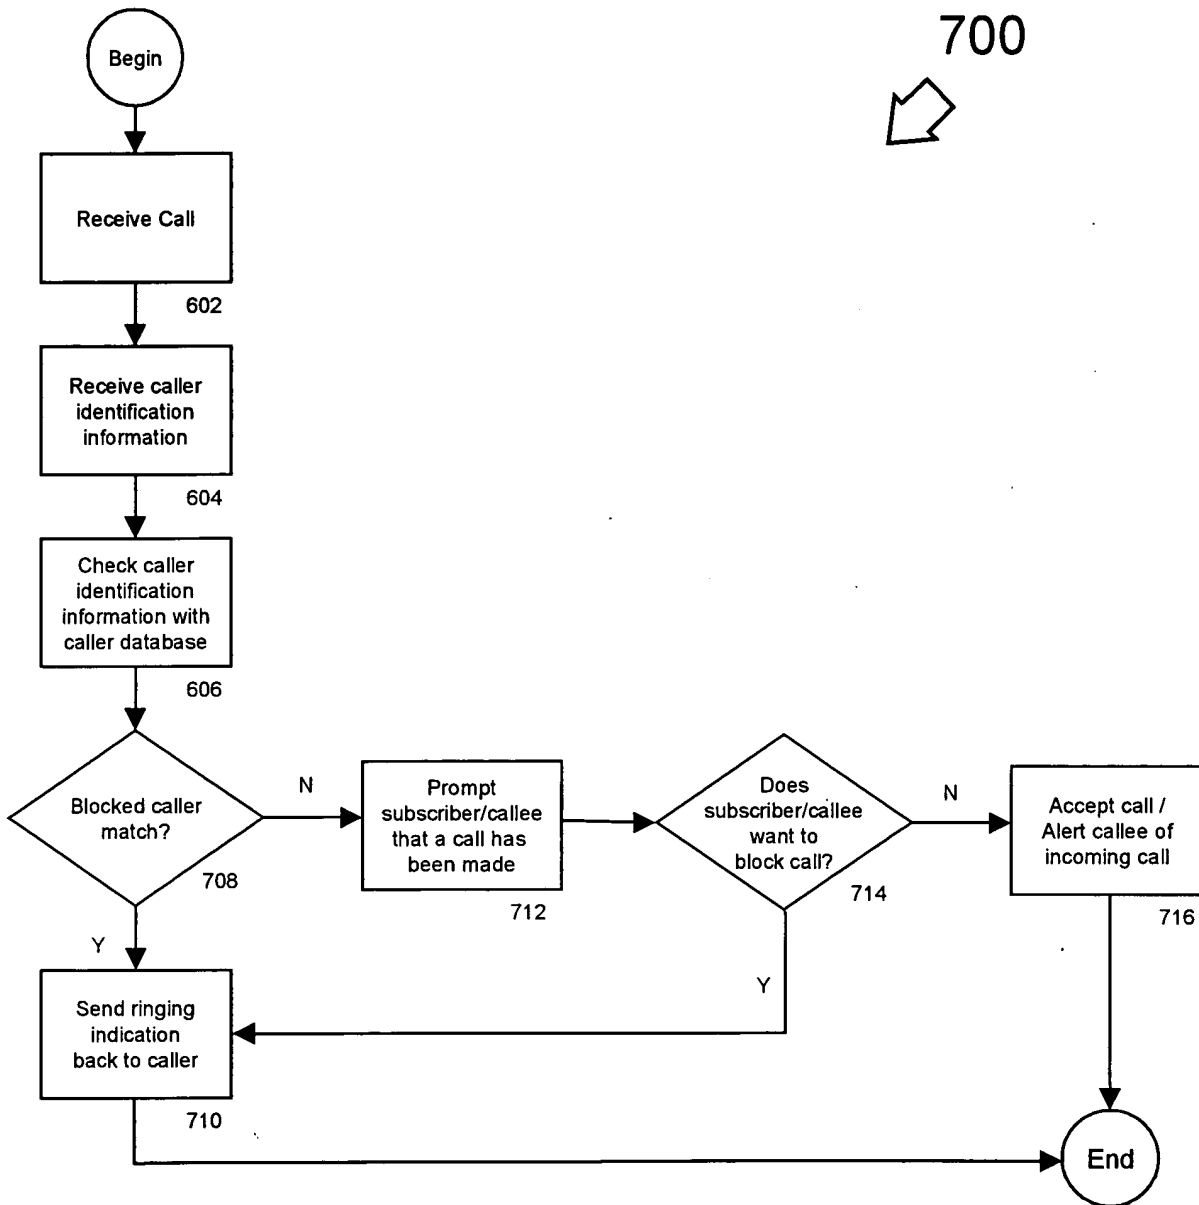 700
Begin
Receive Call
602
Receive caller
identification
information
604
Check caller
identification
information with
caller database
606
Blocked caller
match?
708
N
Y
Prompt
subscriber/callee
that a call has
been made
712
Does
subscriber/callee
want to
block call?
714
N
Y
Accept call /
Alert callee of
incoming call
716
Send ringing
indication
back to caller
710
End